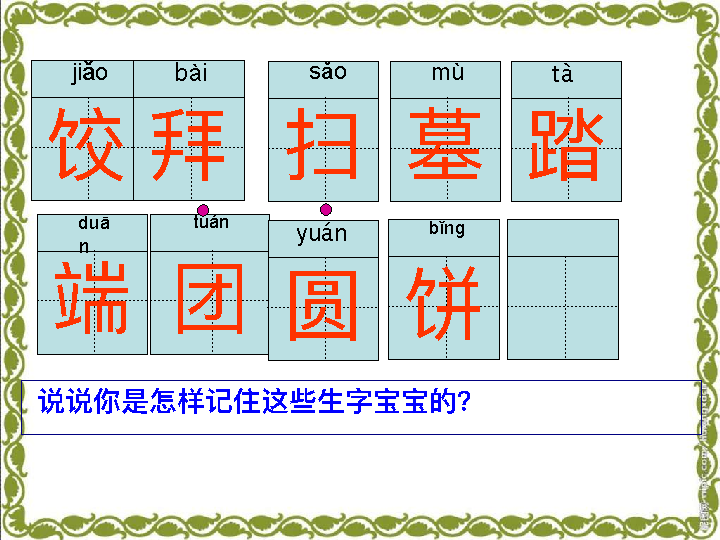 jiǎo bài sǎo mù tà
饺 拜 扫 墓 踏
duān tuán yuán bǐng
端 团 圆 饼
说说你是怎样记住这些生字宝宝的?